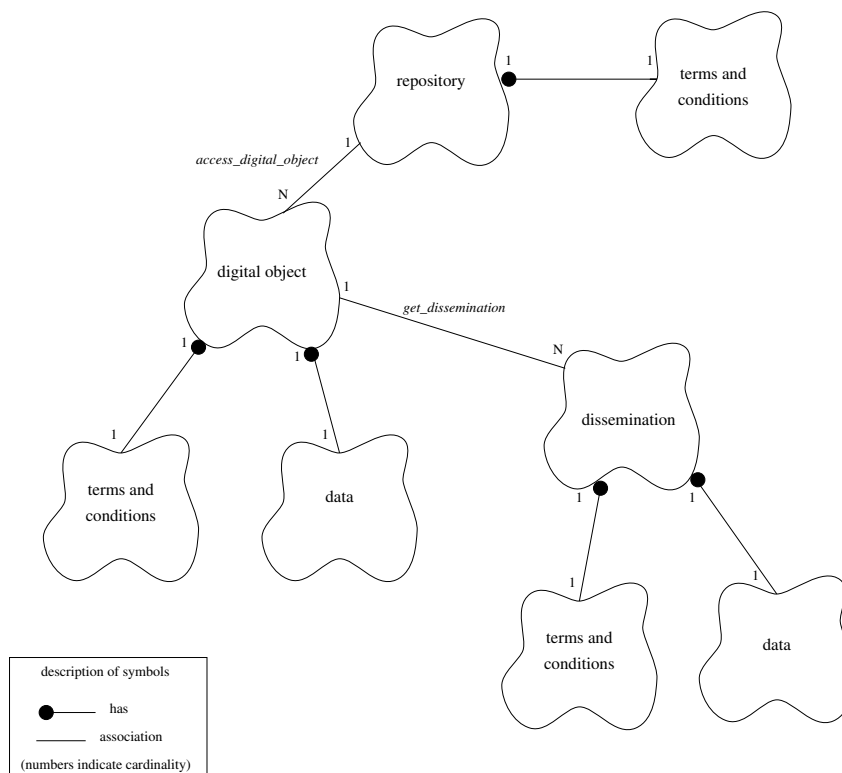 1
1
repository
terms and
conditions
1
access_digital_object
N
digital object
1
get_dissemination
1
1
N
dissemination
1
1
terms and
conditions
data
1
1
1
1
terms and
conditions
data
description of symbols
has
association
(numbers indicate cardinality)